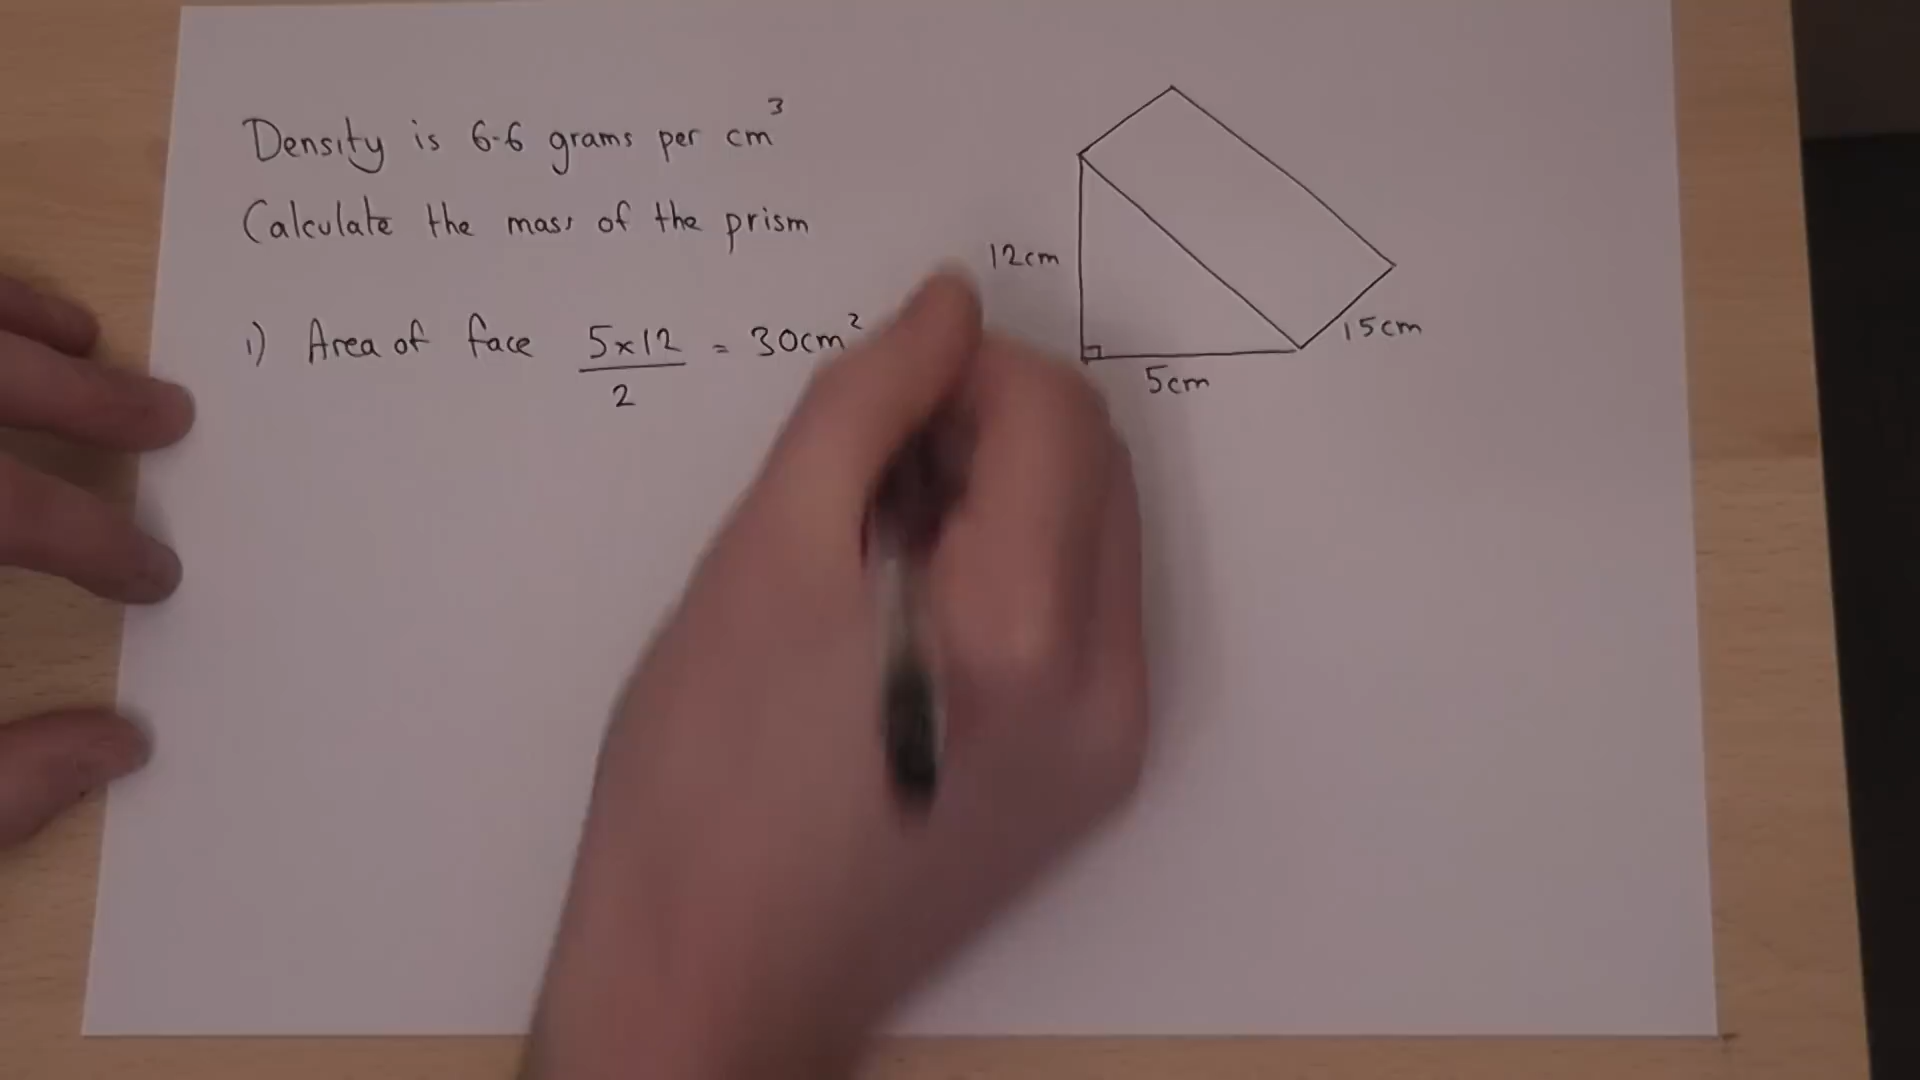 Density is 6.6 grams per cm³
Calculate the mass of the prism
1) Area of face 5x12 = 30cm²
2
12cm
15cm
5cm